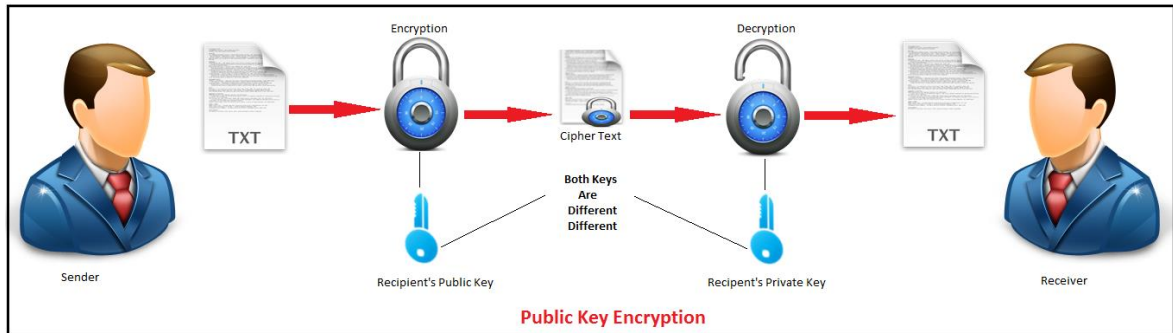 Encryption
Decryption
TXT
Cipher Text
TXT
Both Keys
Are
Different
Different
Sender
Recipient's Public Key
Recipent's Private Key
Receiver
Public Key Encryption